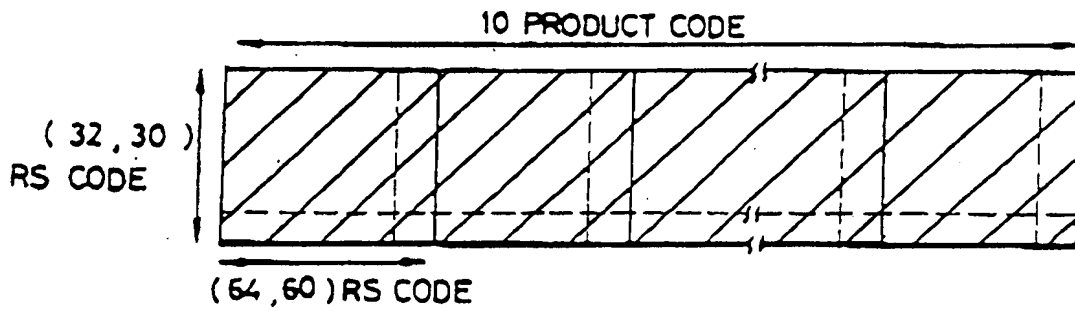 10 PRODUCT CODE
( 32 , 30 )
RS CODE
( 64 , 60 ) RS CODE